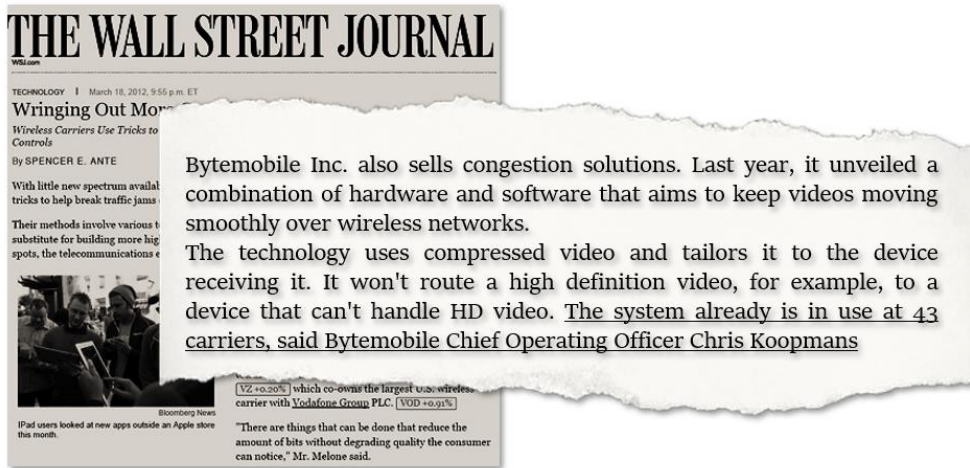 THE WALL STREET JOURNAL
WSJ.com
TECHNOLOGY | March 18, 2012, 9:55 p.m. ET
Wringing Out Mor
Wireless Carriers Use Tricks to
Controls
By SPENCER E. ANTE
With little new spectrum availab
tricks to help break traffic jams
Their methods involve various t
substitute for building more hig
spots, the telecommunications e
Bytemobile Inc. also sells congestion solutions. Last year, it unveiled a
combination of hardware and software that aims to keep videos moving
smoothly over wireless networks.
The technology uses compressed video and tailors it to the device
receiving it. It won't route a high definition video, for example, to a
device that can't handle HD video. The system already is in use at 43
carriers, said Bytemobile Chief Operating Officer Chris Koopmans
Bloomberg News
IPad users looked at new apps outside an Apple store
this month.
VZ +0.20% which co-owns the largest U.S. wireless
carrier with Vodafone Group PLC. VOD +0.91%
"There are things that can be done that reduce the
amount of bits without degrading quality the consumer
can notice," Mr. Melone said.